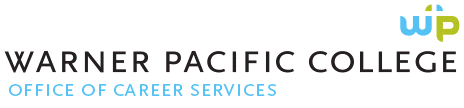 wp
WARNER PACIFIC COLLEGE
OFFICE OF CAREER SERVICES